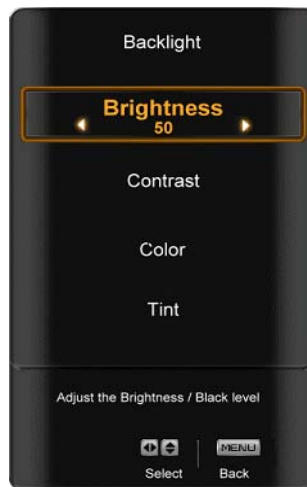 Backlight
Brightness
50
Contrast
Color
Tint
Adjust the Brightness / Black level
MENU
Select
Back